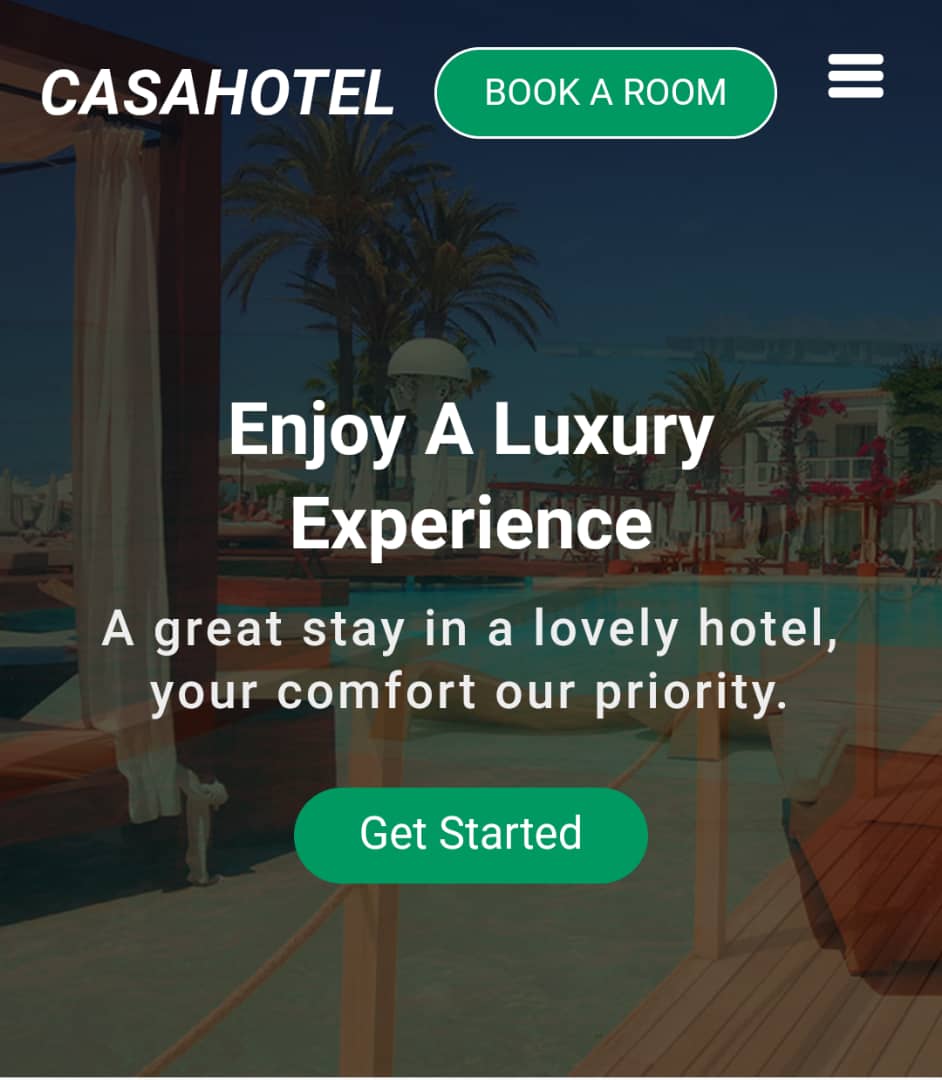 CASAHOTEL
BOOK A ROOM
Enjoy A Luxury
Experience
A great stay in a lovely hotel,
your comfort our priority.
Get Started